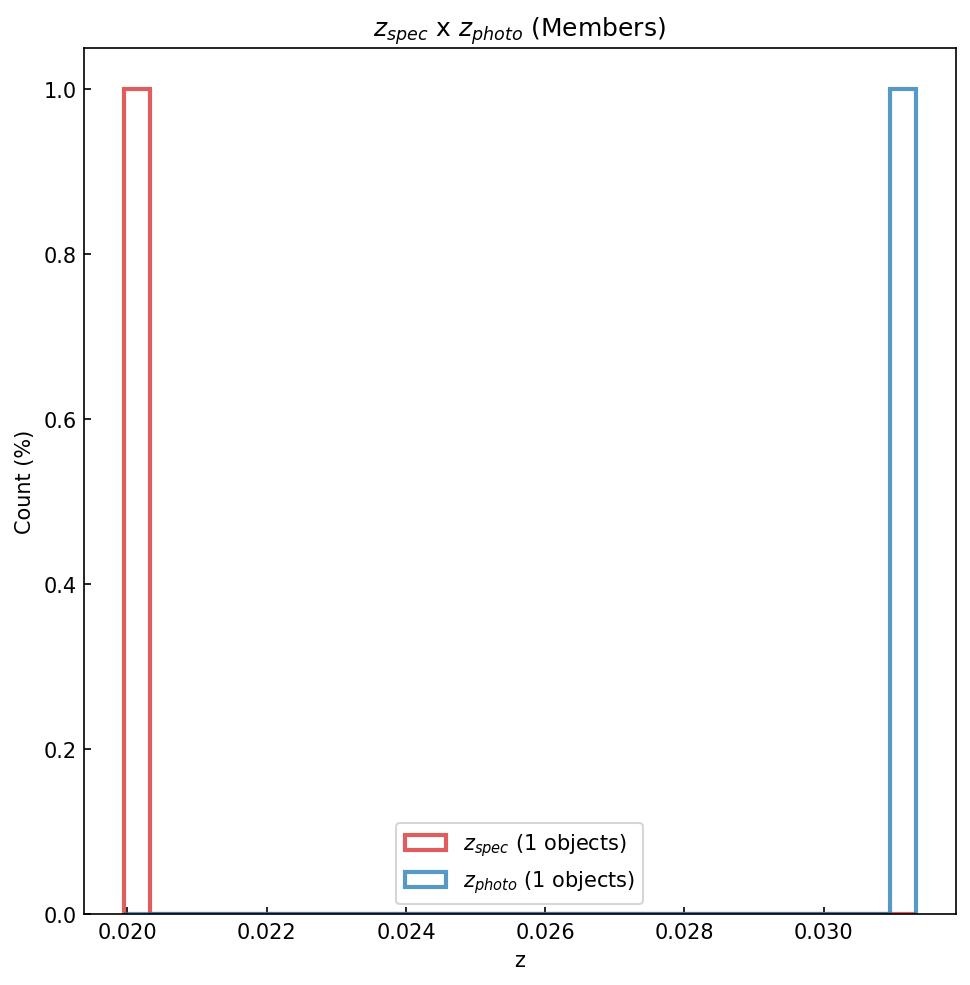 z_spec x z_photo (Members)
Count (%)
1.0
0.8
0.6
0.4
0.2
0.0
z_spec (1 objects)
z_photo (1 objects)
0.020 0.022 0.024 0.026 0.028 0.030
z